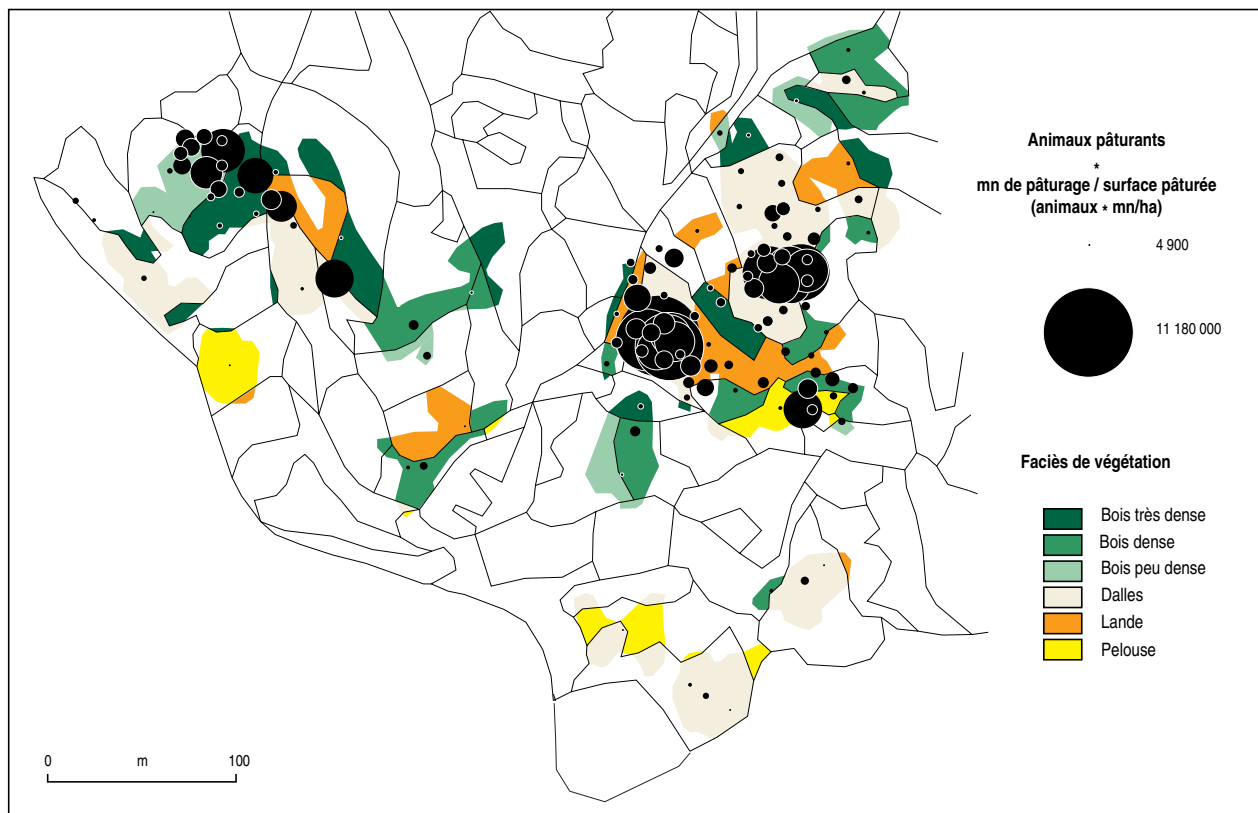 Animaux pâturants
*
mn de pâturage / surface pâturée
(animaux * mn/ha)
4 900
11 180 000
Faciès de végétation
Bois très dense
Bois dense
Bois peu dense
Dalles
Lande
Pelouse
0 m 100